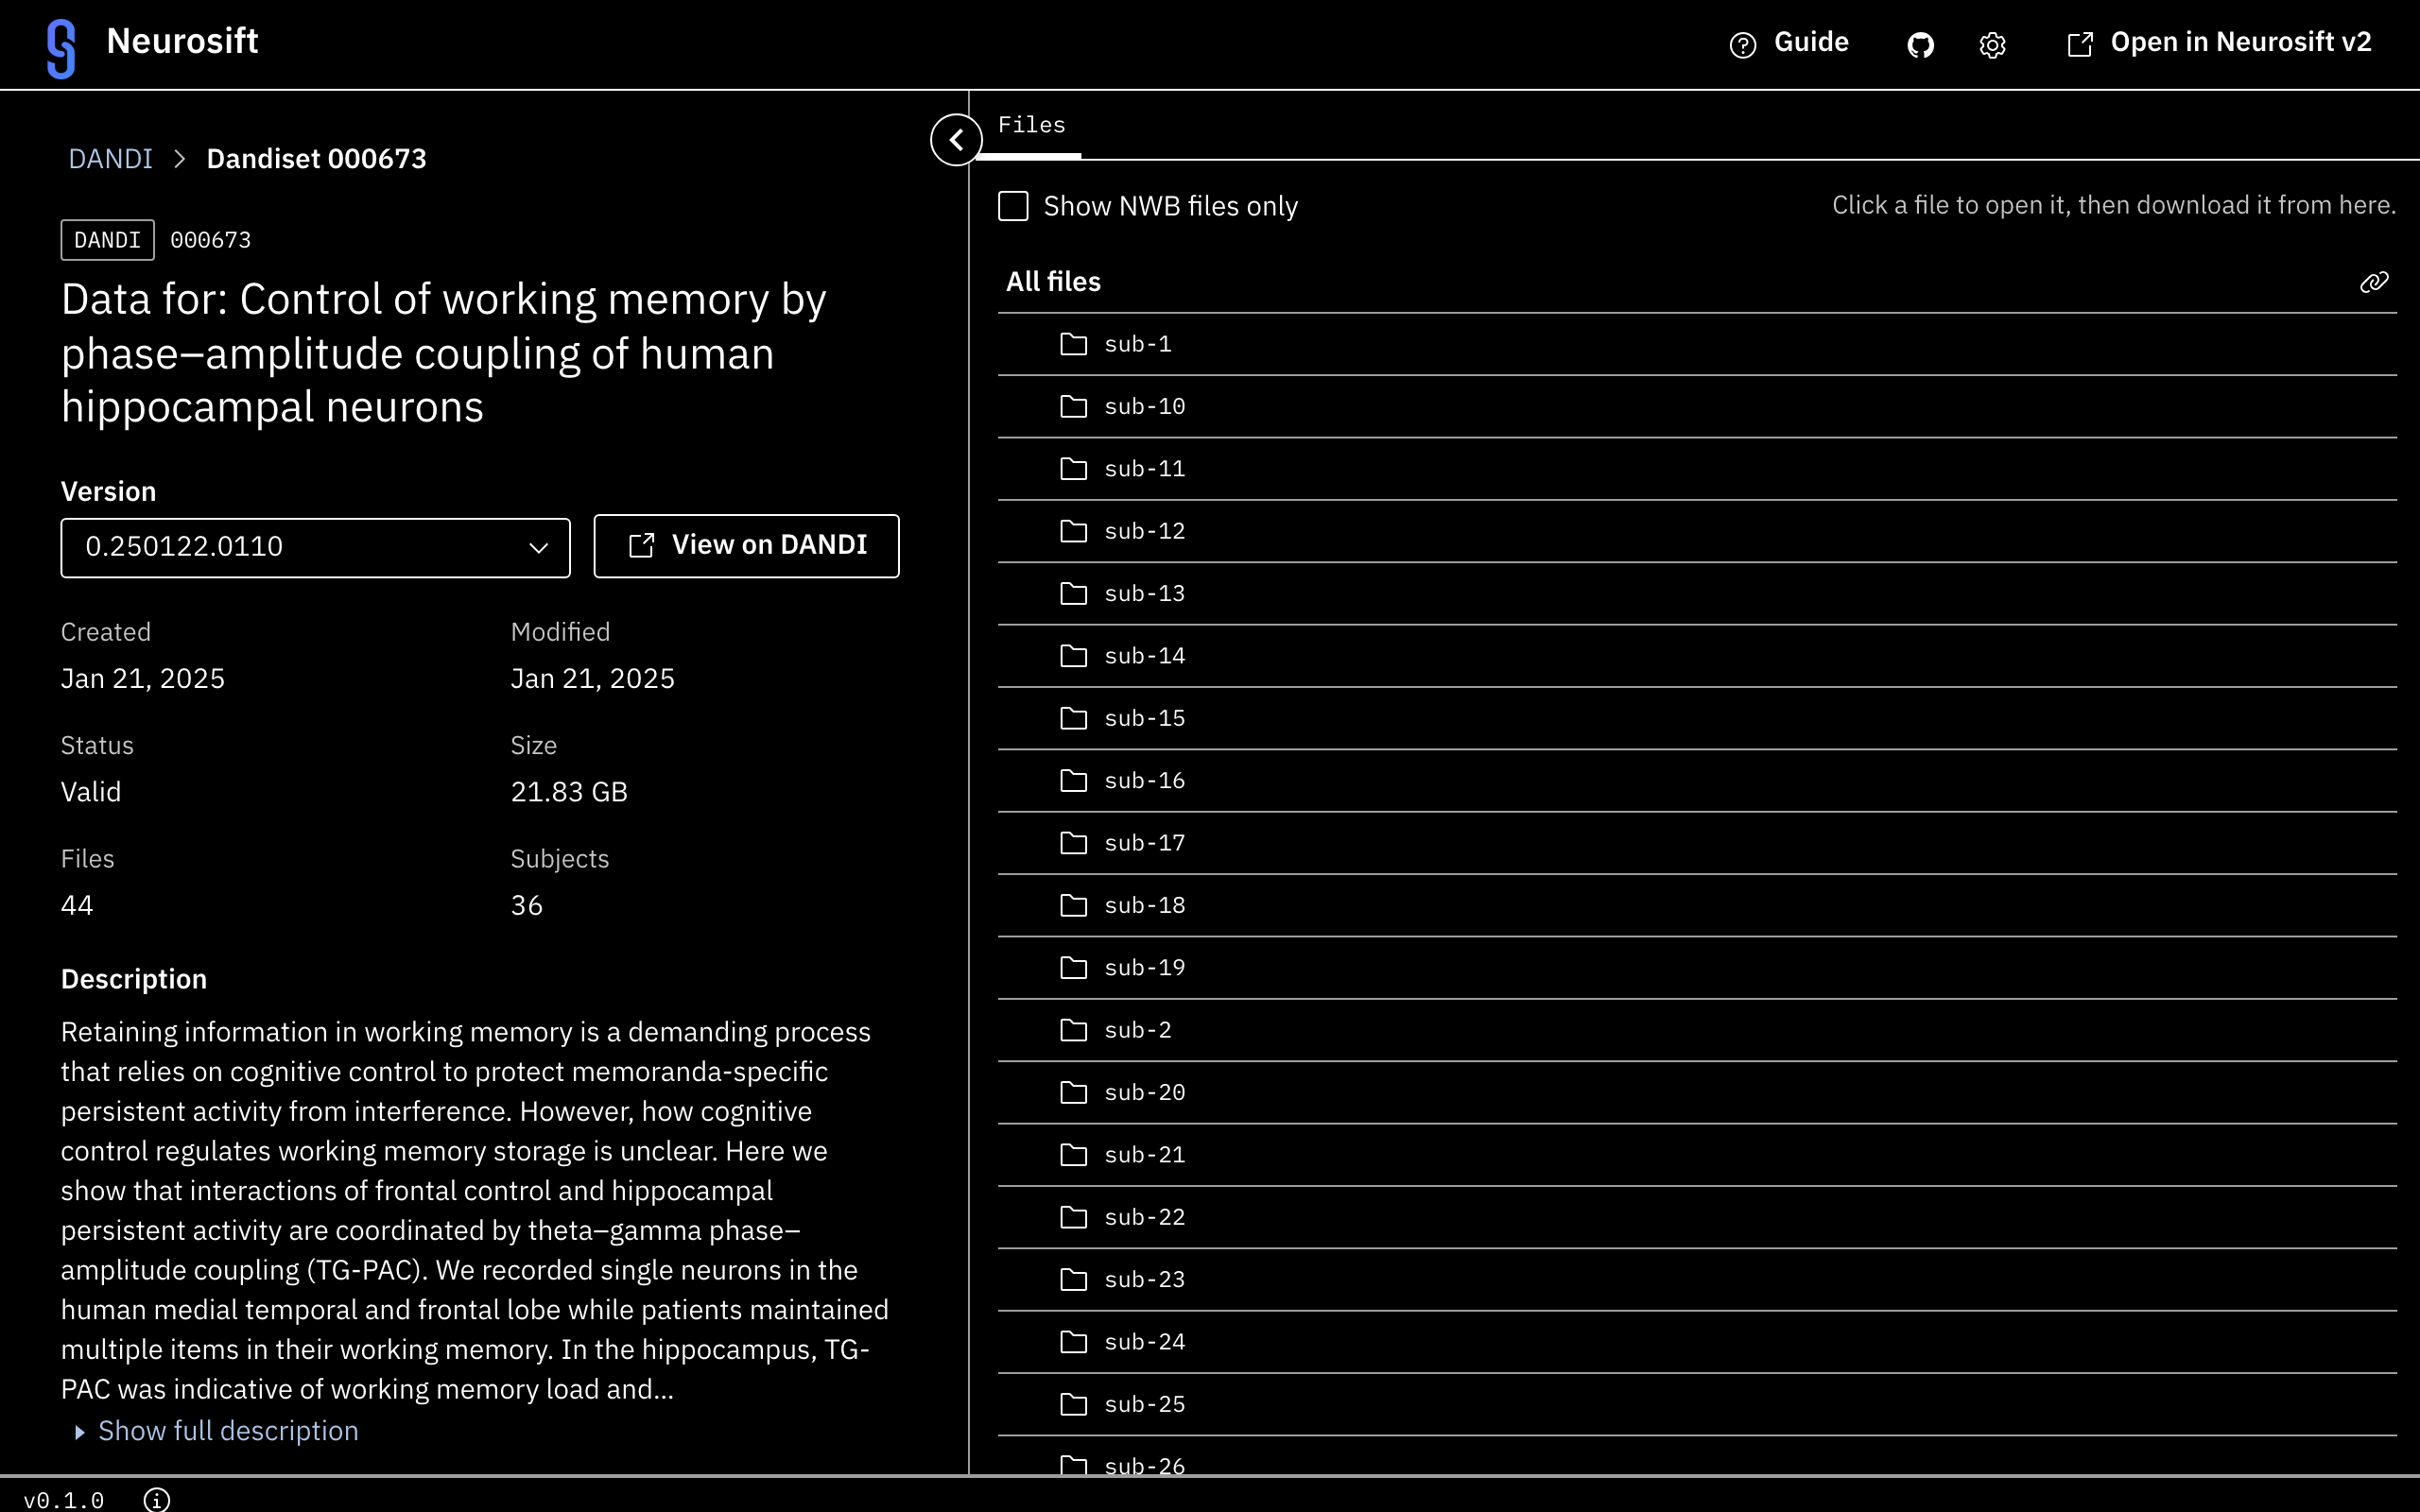 Neurosift
Guide
Open in Neurosift v2
DANDI > Dandiset 000673
DANDI 000673
Data for: Control of working memory by
phase–amplitude coupling of human
hippocampal neurons
Version
0.250122.0110
View on DANDI
Created
Modified
Jan 21, 2025
Jan 21, 2025
Status
Size
Valid
21.83 GB
Files
Subjects
44
36
Description
Retaining information in working memory is a demanding process
that relies on cognitive control to protect memoranda-specific
persistent activity from interference. However, how cognitive
control regulates working memory storage is unclear. Here we
show that interactions of frontal control and hippocampal
persistent activity are coordinated by theta–gamma phase–
amplitude coupling (TG-PAC). We recorded single neurons in the
human medial temporal and frontal lobe while patients maintained
multiple items in their working memory. In the hippocampus, TG-
PAC was indicative of working memory load and...
Show full description
Files
Show NWB files only
Click a file to open it, then download it from here.
All files
sub-1
sub-10
sub-11
sub-12
sub-13
sub-14
sub-15
sub-16
sub-17
sub-18
sub-19
sub-2
sub-20
sub-21
sub-22
sub-23
sub-24
sub-25
sub-26
v0.1.0